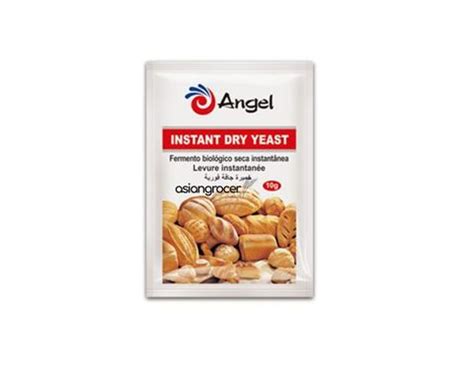 Angel
INSTANT DRY YEAST
Fermento biológico seca instantânea
Levure instantanée
خميرة جافة فورية
asiangrocer
10g